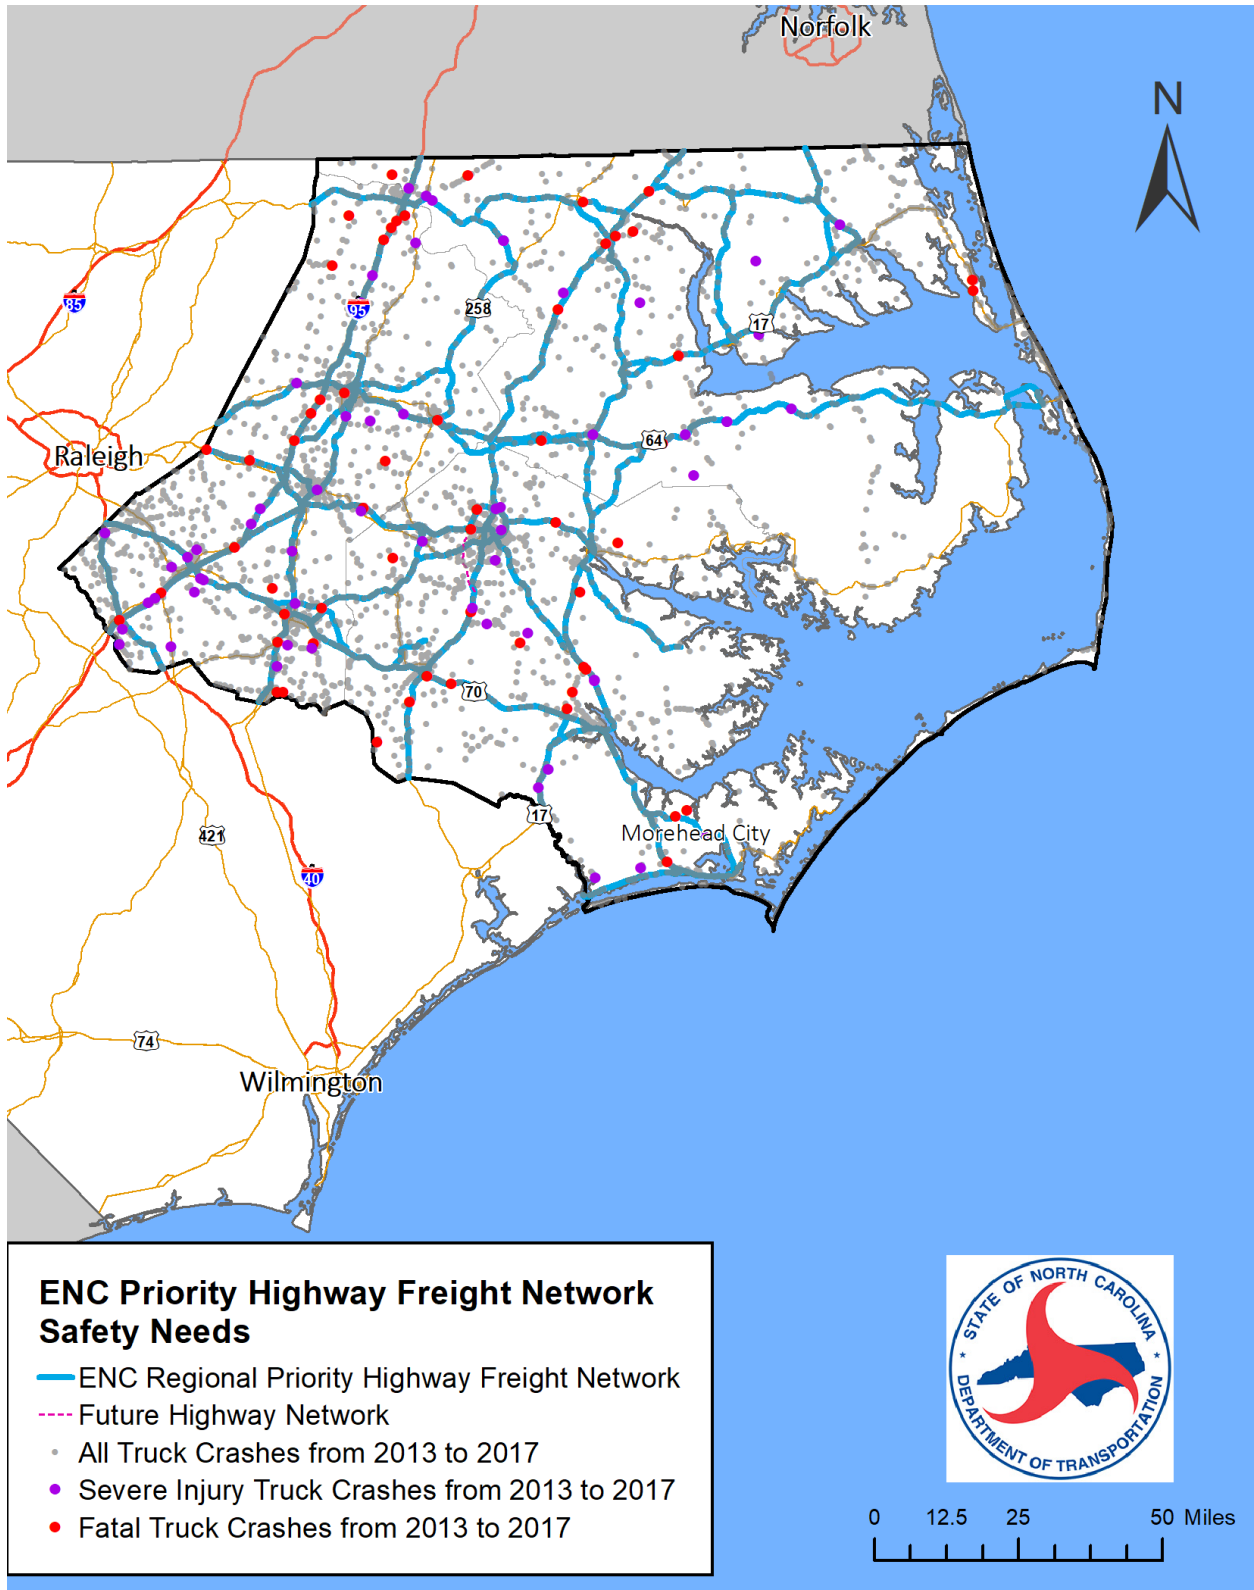 Norfolk
N
85
95
258
17
Raleigh
64
70
17
Morehead City
421
40
74
Wilmington
ENC Priority Highway Freight Network
Safety Needs
ENC Regional Priority Highway Freight Network
Future Highway Network
All Truck Crashes from 2013 to 2017
Severe Injury Truck Crashes from 2013 to 2017
Fatal Truck Crashes from 2013 to 2017
STATE OF NORTH CAROLINA
DEPARTMENT OF TRANSPORTATION
0 12.5 25 50 Miles